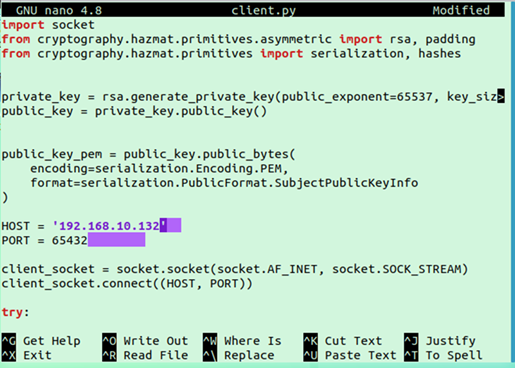 GNU nano 4.8 client.py Modified
import socket
from cryptography.hazmat.primitives.asymmetric import rsa, padding
from cryptography.hazmat.primitives import serialization, hashes
private_key = rsa.generate_private_key(public_exponent=65537, key_siz>
public_key = private_key.public_key()
public_key_pem = public_key.public_bytes(
    encoding=serialization.Encoding.PEM,
    format=serialization.PublicFormat.SubjectPublicKeyInfo
)
HOST = '192.168.10.132'
PORT = 65432
client_socket = socket.socket(socket.AF_INET, socket.SOCK_STREAM)
client_socket.connect((HOST, PORT))
try:
^G Get Help ^O Write Out ^W Where Is ^K Cut Text ^J Justify
^X Exit ^R Read File ^\ Replace ^U Paste Text ^T To Spell